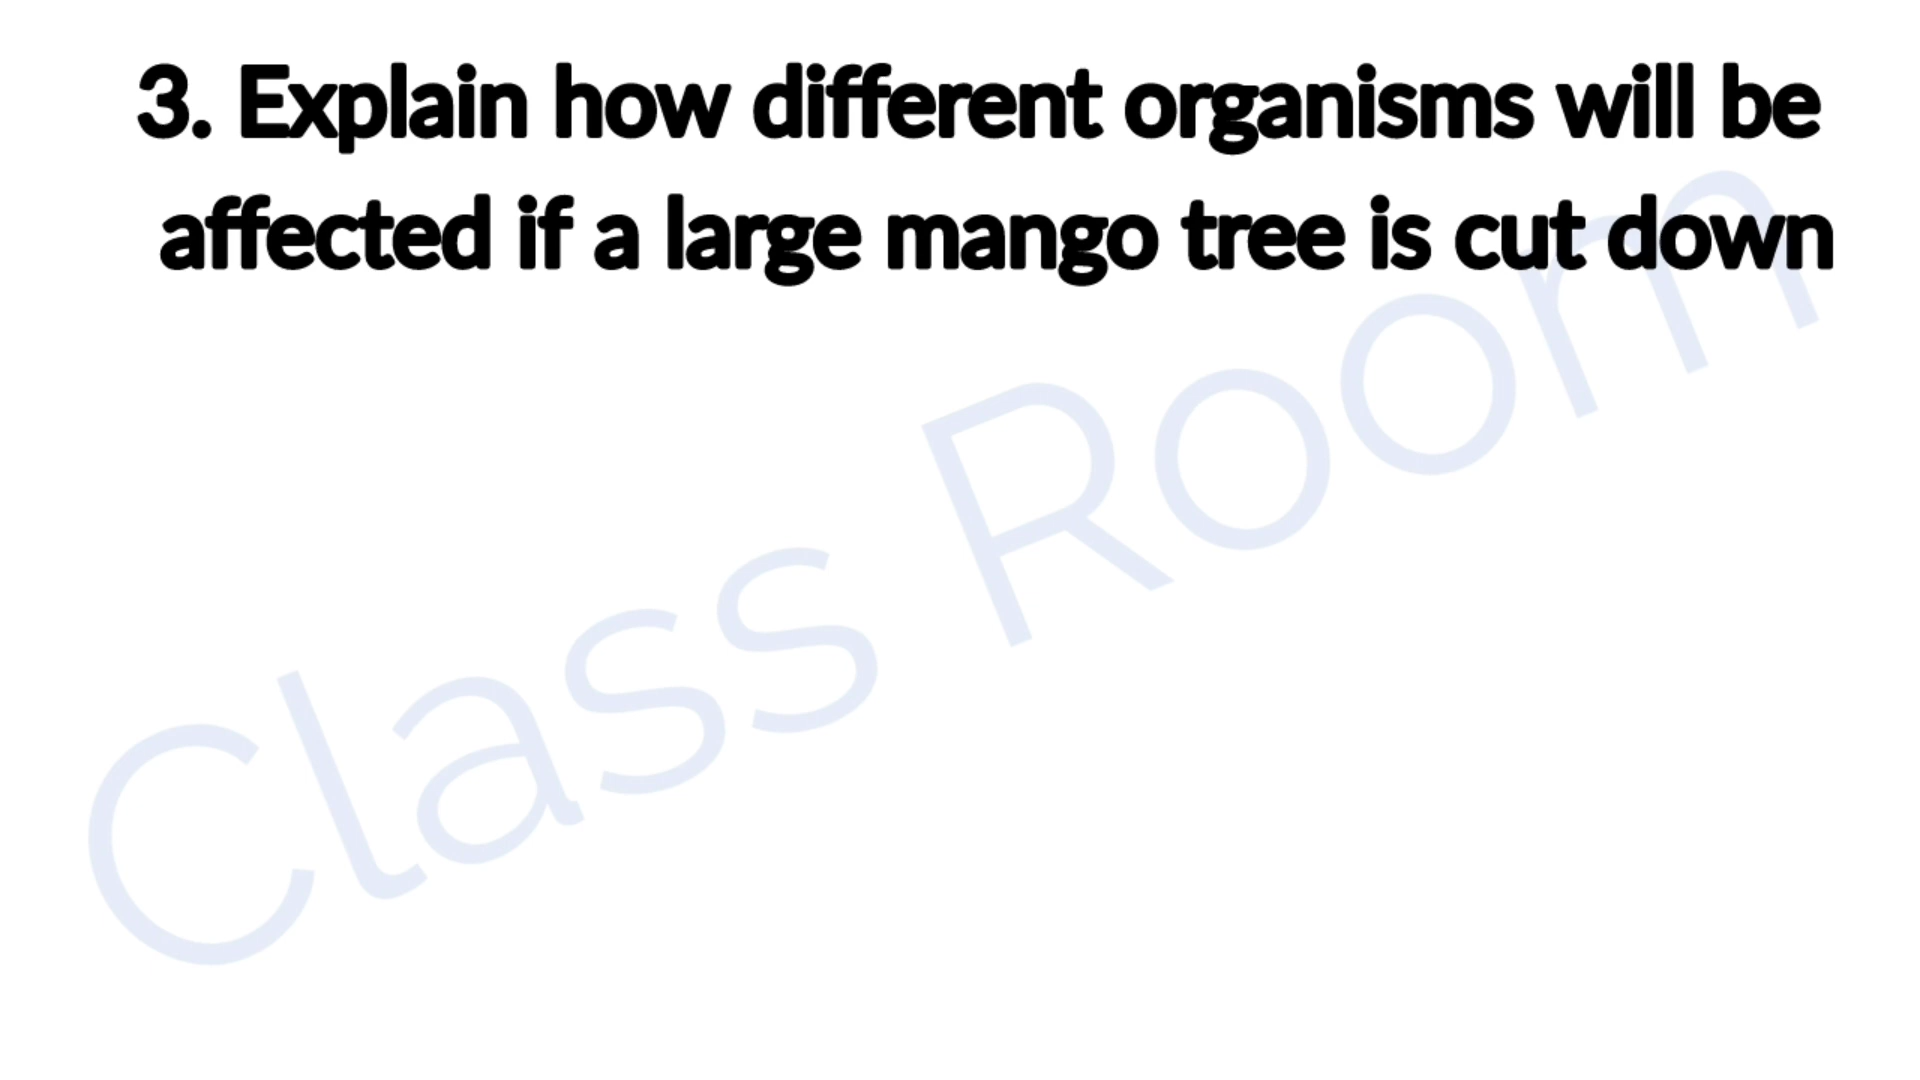 3. Explain how different organisms will be
affected if a large mango tree is cut down
Class Room